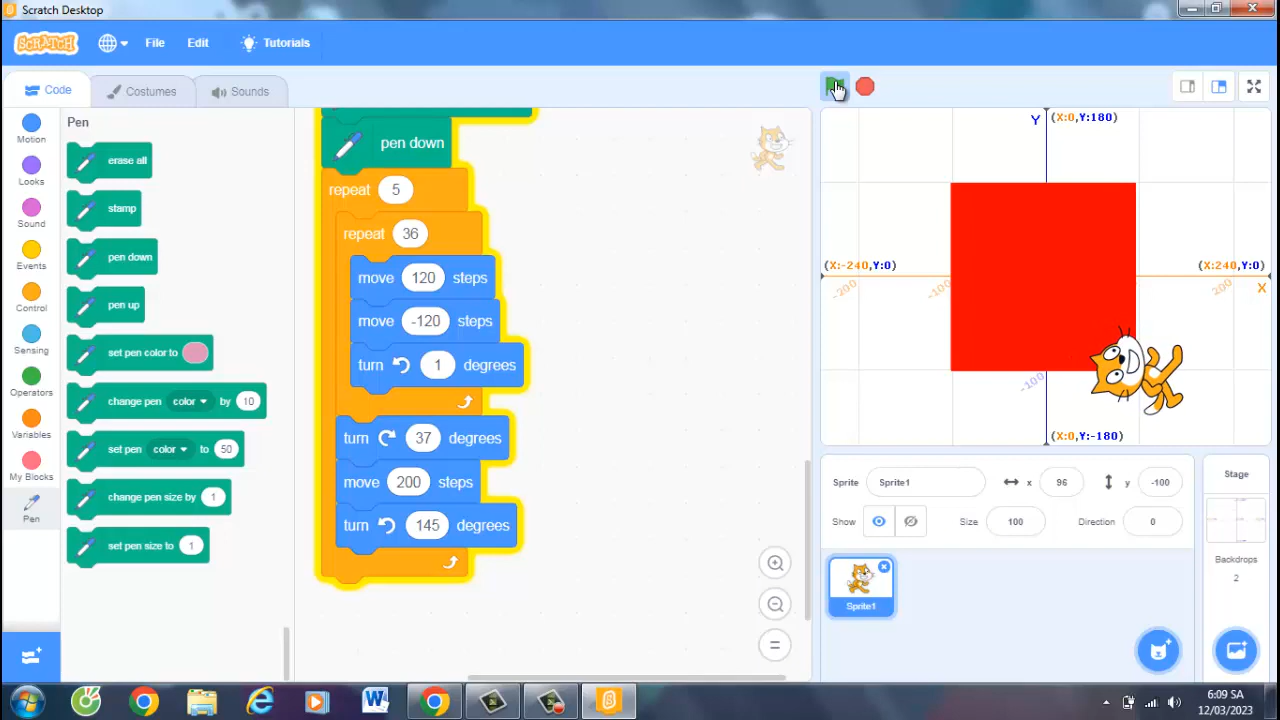 Scratch Desktop
SCRATCH
File
Edit
Tutorials
Code
Costumes
Sounds
Motion
Looks
Sound
Events
Control
Sensing
Operators
Variables
My Blocks
Pen
Pen
erase all
stamp
pen down
pen up
set pen color to
change pen color by 10
set pen color to 50
change pen size by 1
set pen size to 1
pen down
repeat 5
repeat 36
move 120 steps
move -120 steps
turn 1 degrees
turn 37 degrees
move 200 steps
turn 145 degrees
Y (X:0,Y:180)
(X:-240,Y:0)
(X:240,Y:0)
-200
-100
200
X
-100
(X:0,Y:-180)
Sprite Sprite1 x 96 y -100
Show Size 100 Direction 0
Sprite1
Stage
Backdrops
2
6:09 SA
12/03/2023